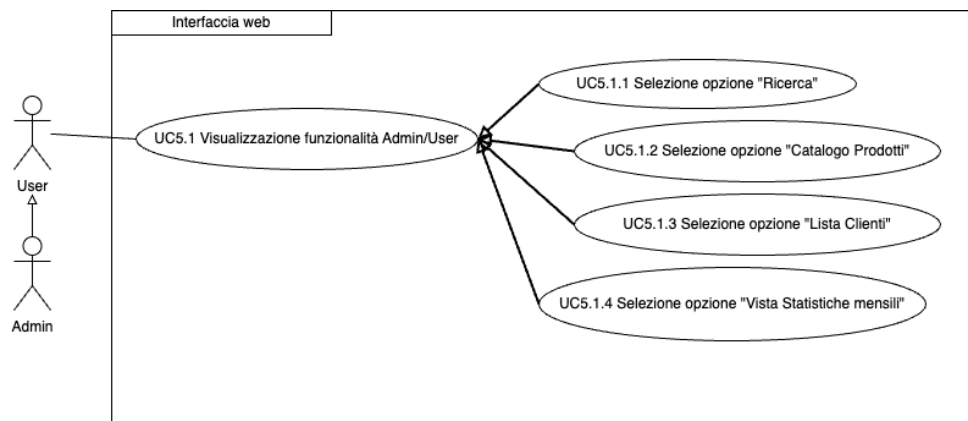 Interfaccia web
UC5.1.1 Selezione opzione "Ricerca"
UC5.1 Visualizzazione funzionalità Admin/User
UC5.1.2 Selezione opzione "Catalogo Prodotti"
User
UC5.1.3 Selezione opzione "Lista Clienti"
UC5.1.4 Selezione opzione "Vista Statistiche mensili"
Admin